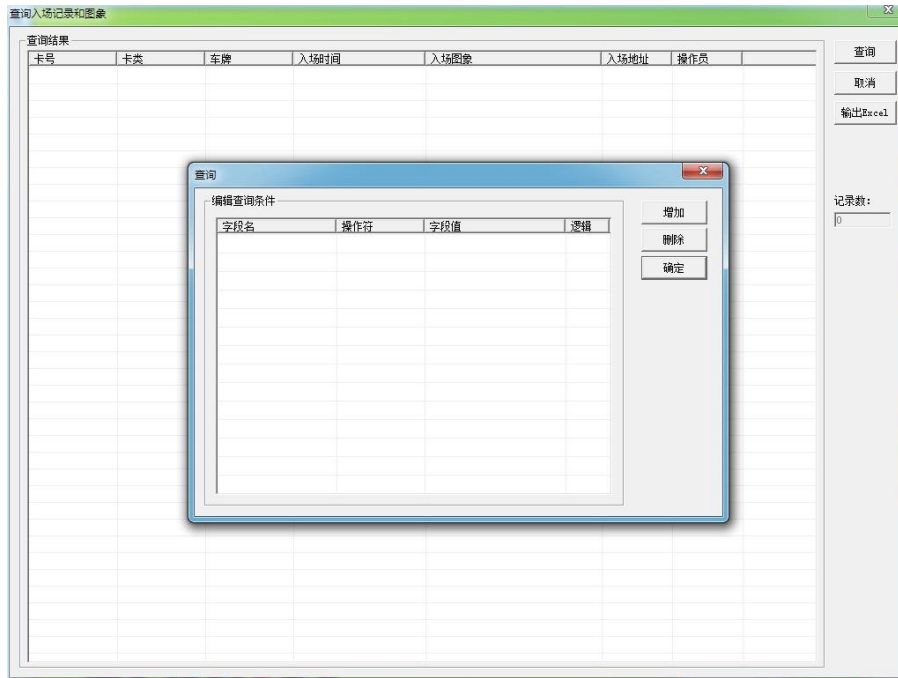 查询入场记录和图象
查询结果
卡号 卡类 车牌 入场时间 入场图象 入场地址 操作员
查询
取消
输出Excel
记录数：
0
查询
编辑查询条件
字段名 操作符 字段值 逻辑
增加
删除
确定